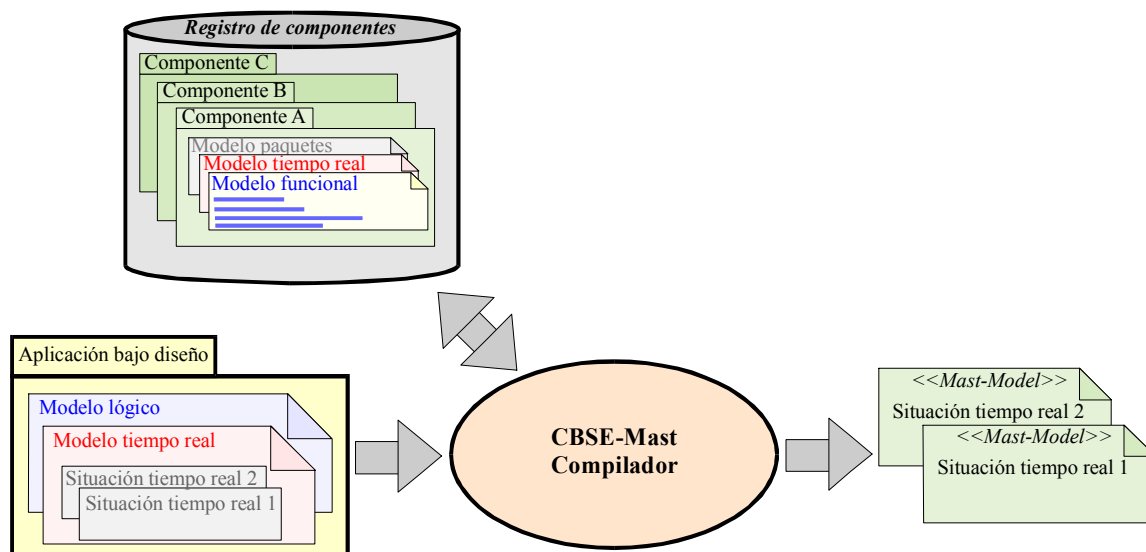 Registro de componentes
Componente C
Componente B
Componente A
Modelo paquetes
Modelo tiempo real
Modelo funcional
Aplicación bajo diseño
Modelo lógico
Modelo tiempo real
Situación tiempo real 2
Situación tiempo real 1
CBSE-Mast
Compilador
<<Mast-Model>>
Situación tiempo real 2
<<Mast-Model>>
Situación tiempo real 1